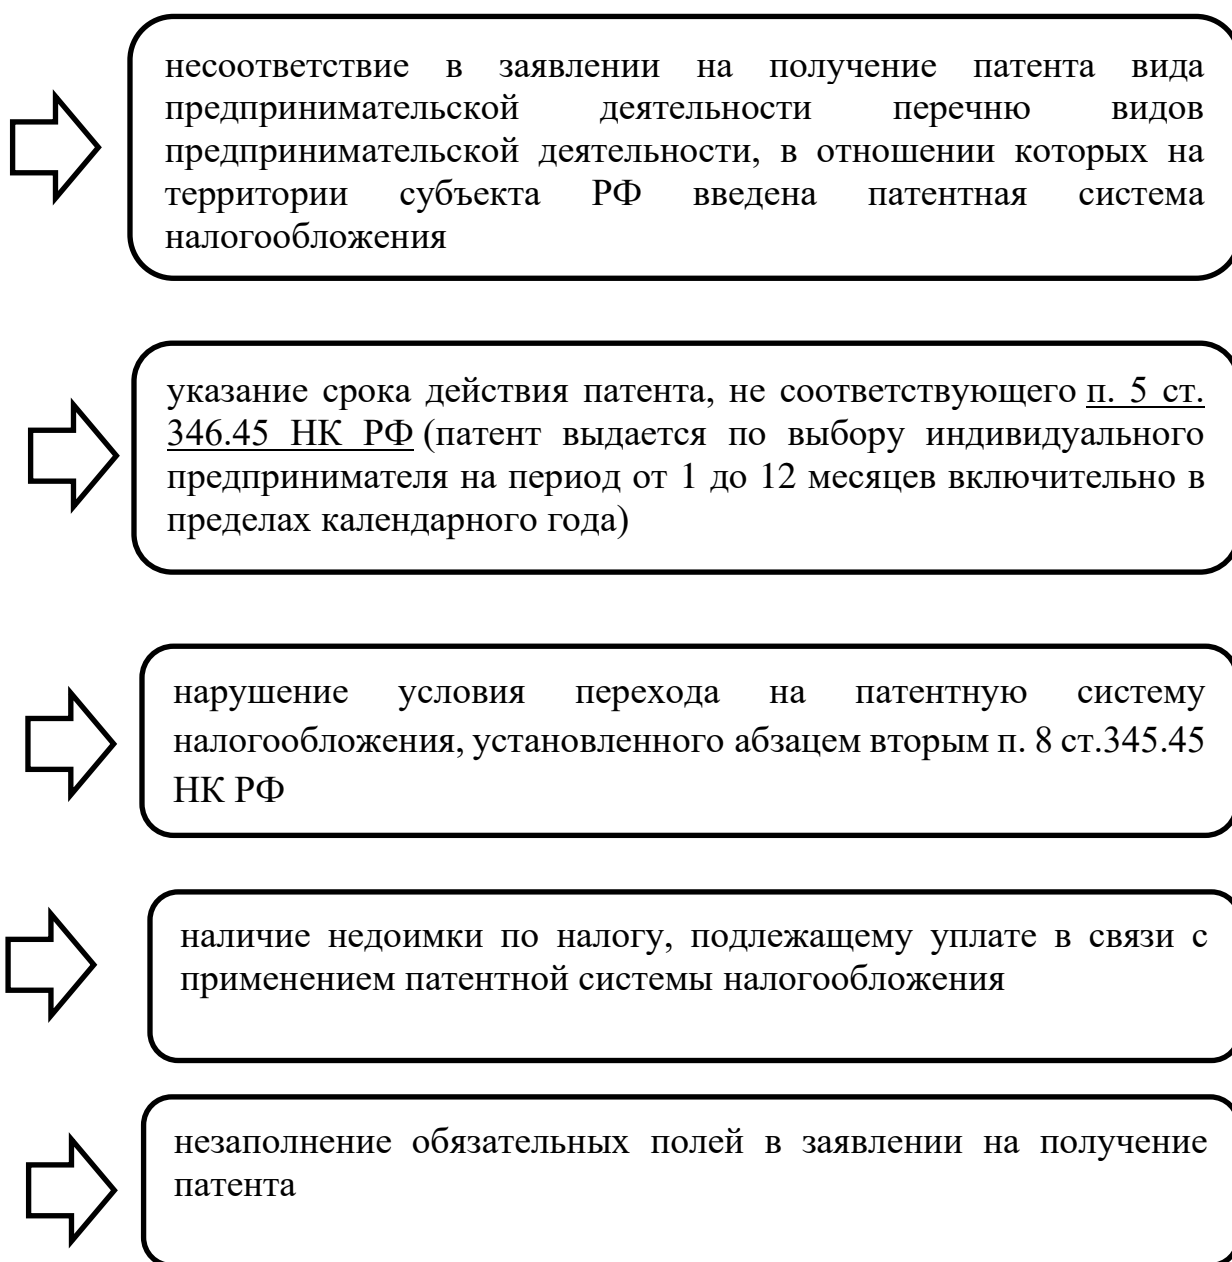 несоответствие в заявлении на получение патента вида
предпринимательской деятельности перечню видов
предпринимательской деятельности, в отношении которых на
территории субъекта РФ введена патентная система
налогообложения
указание срока действия патента, не соответствующего п. 5 ст.
346.45 НК РФ (патент выдается по выбору индивидуального
предпринимателя на период от 1 до 12 месяцев включительно в
пределах календарного года)
нарушение условия перехода на патентную систему
налогообложения, установленного абзацем вторым п. 8 ст.345.45
НК РФ
наличие недоимки по налогу, подлежащему уплате в связи с
применением патентной системы налогообложения
незаполнение обязательных полей в заявлении на получение
патента